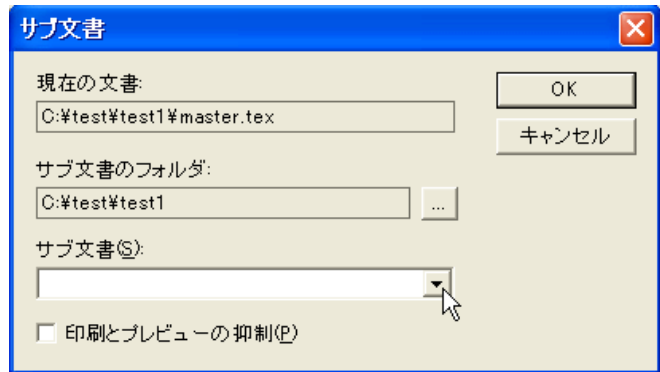 サブ文書
現在の文書:
C:¥test¥test1¥master.tex
OK
キャンセル
サブ文書のフォルダ:
C:¥test¥test1
...
サブ文書(S):
印刷とプレビューの抑制(P)